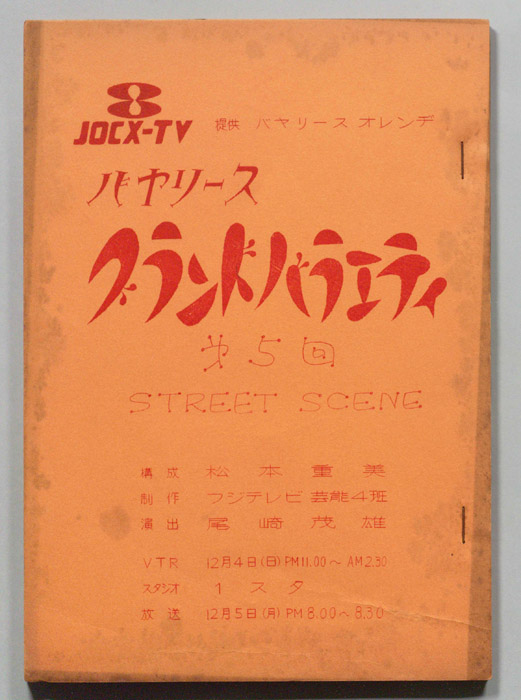 8
JOCX-TV 提供 バヤリース オレンヂ
バヤリース
グランドバラエティ
第5回
STREET SCENE
構成 松本重美
制作 フジテレビ芸能4班
演出 尾崎茂雄
VTR 12月4日(日)PM11.00〜AM2.30
スタジオ 1スタ
放送 12月5日(月)PM8.00〜8.30